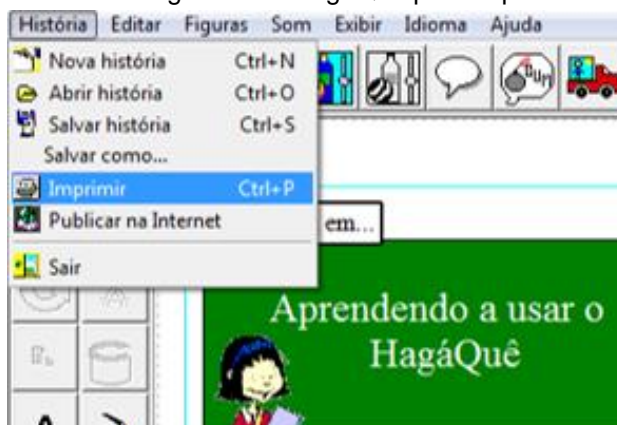 História Editar Figuras Som Exibir Idioma Ajuda
Nova história Ctrl+N
Abrir história Ctrl+O
Salvar história Ctrl+S
Salvar como...
Imprimir Ctrl+P
Publicar na Internet
Sair
BUM
em...
Aprendendo a usar o
HagáQuê